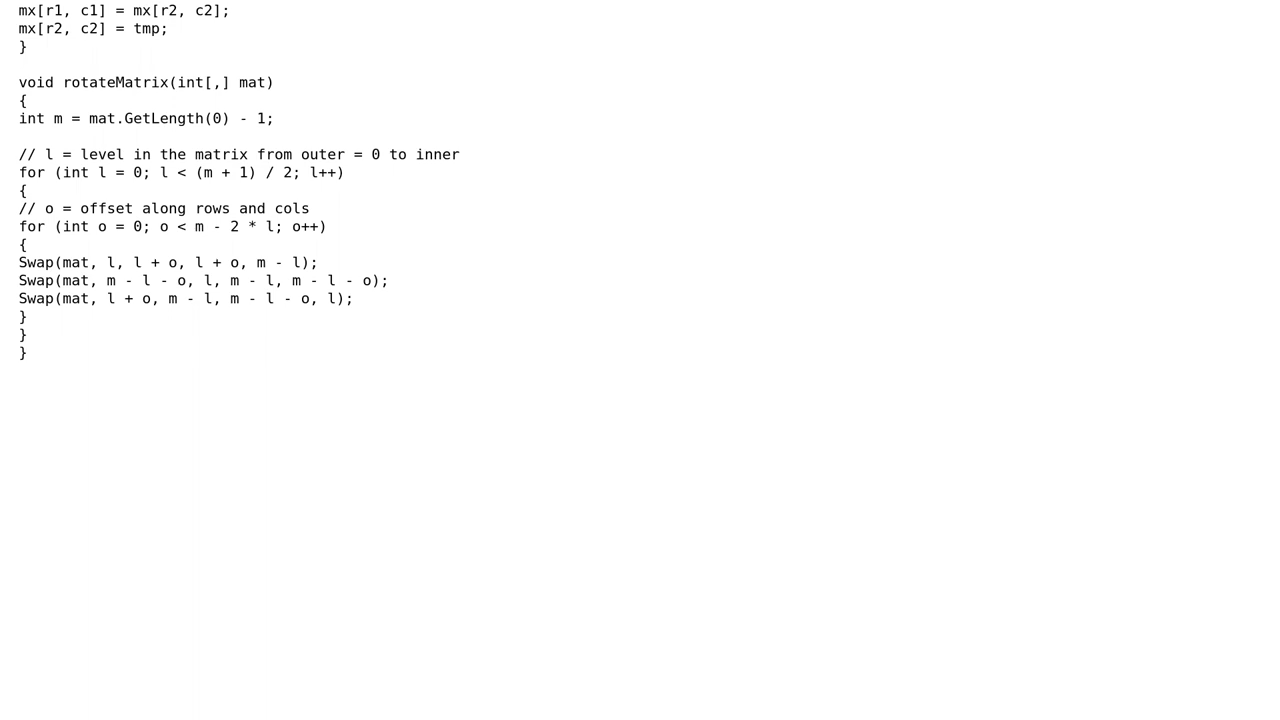 mx[r1, c1] = mx[r2, c2];
mx[r2, c2] = tmp;
}
void rotateMatrix(int[,] mat)
{
int m = mat.GetLength(0) - 1;
// l = level in the matrix from outer = 0 to inner
for (int l = 0; l < (m + 1) / 2; l++)
{
// o = offset along rows and cols
for (int o = 0; o < m - 2 * l; o++)
{
Swap(mat, l, l + o, l + o, m - l);
Swap(mat, m - l - o, l, m - l, m - l - o);
Swap(mat, l + o, m - l, m - l - o, l);
}
}
}